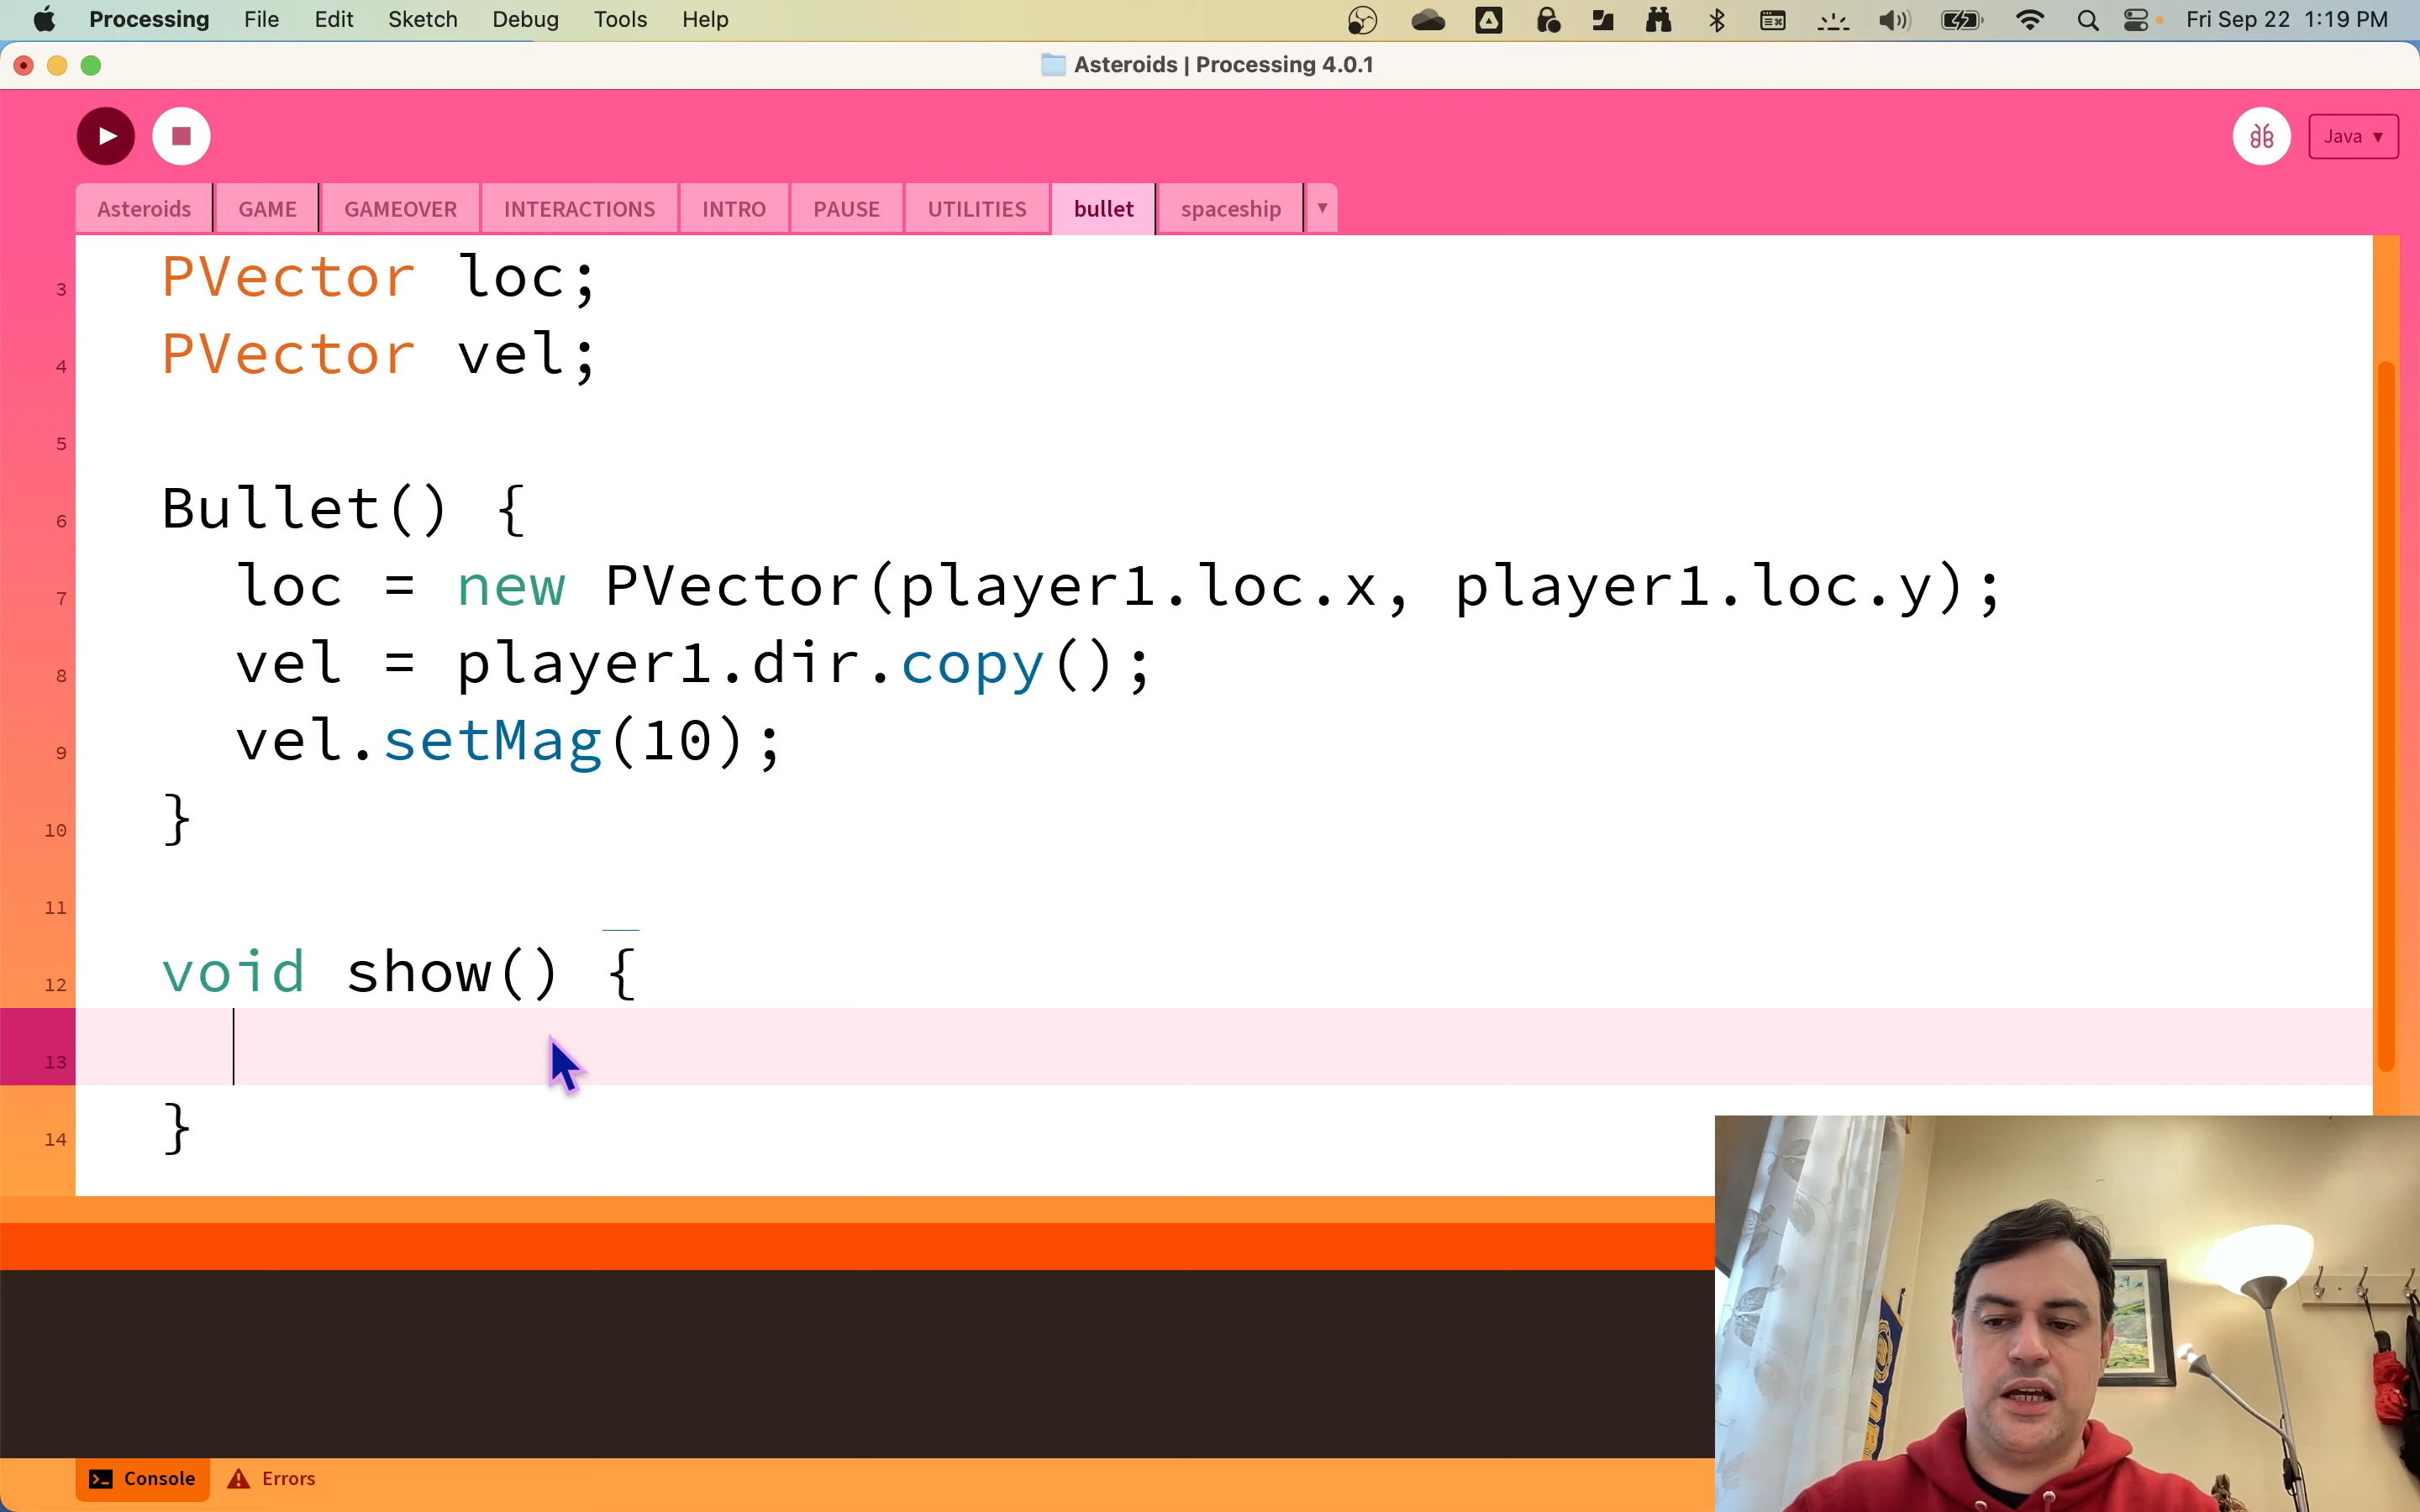 Processing File Edit Sketch Debug Tools Help Fri Sep 22 1:19 PM
Asteroids | Processing 4.0.1
Java ▼
Asteroids GAME GAMEOVER INTERACTIONS INTRO PAUSE UTILITIES bullet spaceship ▼
3 PVector loc;
4 PVector vel;
5
6 Bullet() {
7 loc = new PVector(player1.loc.x, player1.loc.y);
8 vel = player1.dir.copy();
9 vel.setMag(10);
10 }
11
12 void show() {
13
14 }
Console Errors